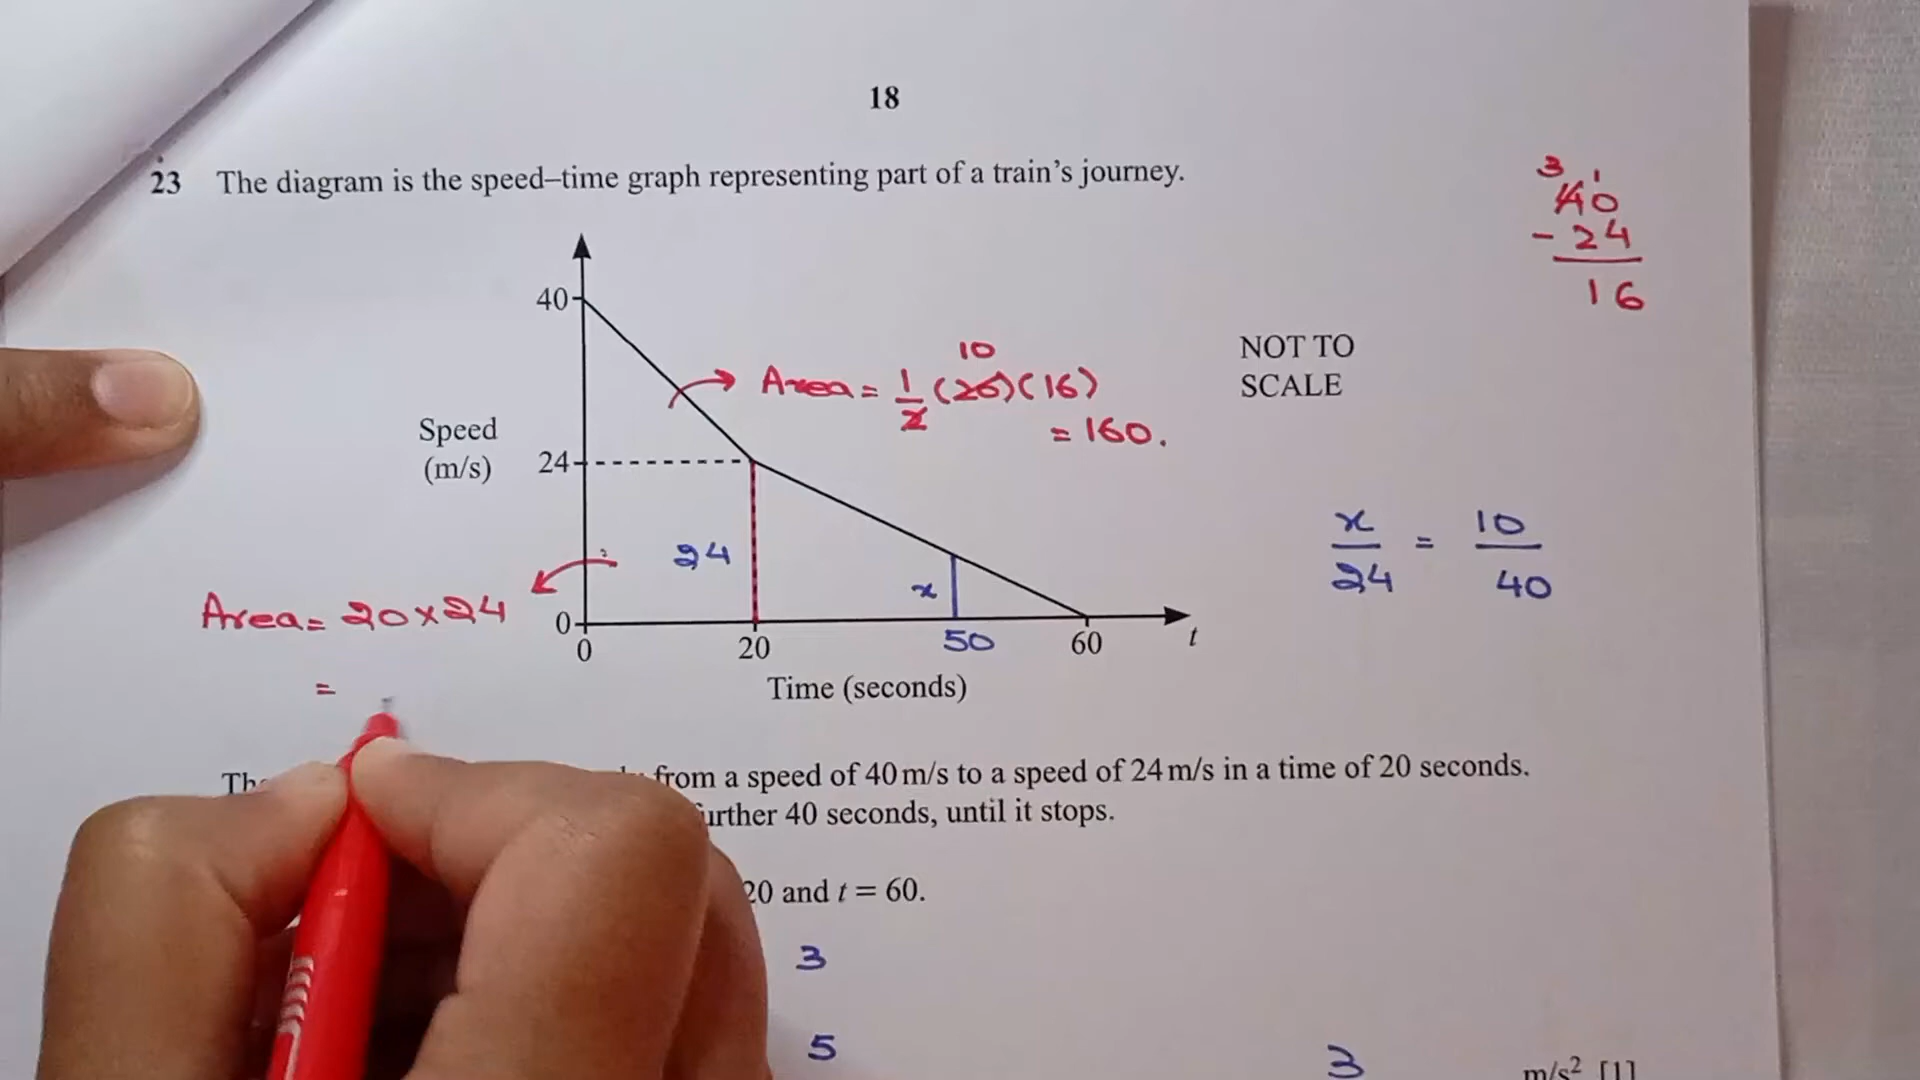 18
23 The diagram is the speed–time graph representing part of a train's journey.
3 1
40
- 24
16
40
10
Area = 1/2 (20)(16)
= 160.
NOT TO
SCALE
Speed
(m/s)
24
x/24 = 10/40
24
x
Area = 20 x 24
0
0
20
50
60
t
=
Time (seconds)
from a speed of 40 m/s to a speed of 24 m/s in a time of 20 seconds.
further 40 seconds, until it stops.
20 and t = 60.
3
5
3
m/s² [1]